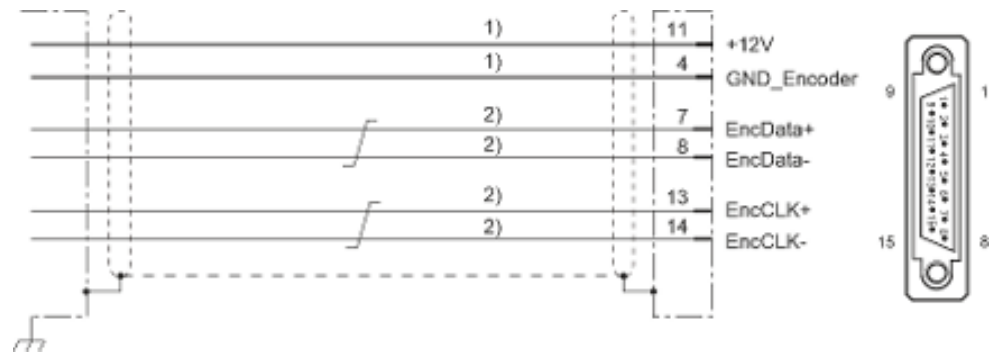 1) 11 +12V
1) 4 GND_Encoder
2) 7 EncData+
2) 8 EncData-
2) 13 EncCLK+
2) 14 EncCLK-
9 1
15 8